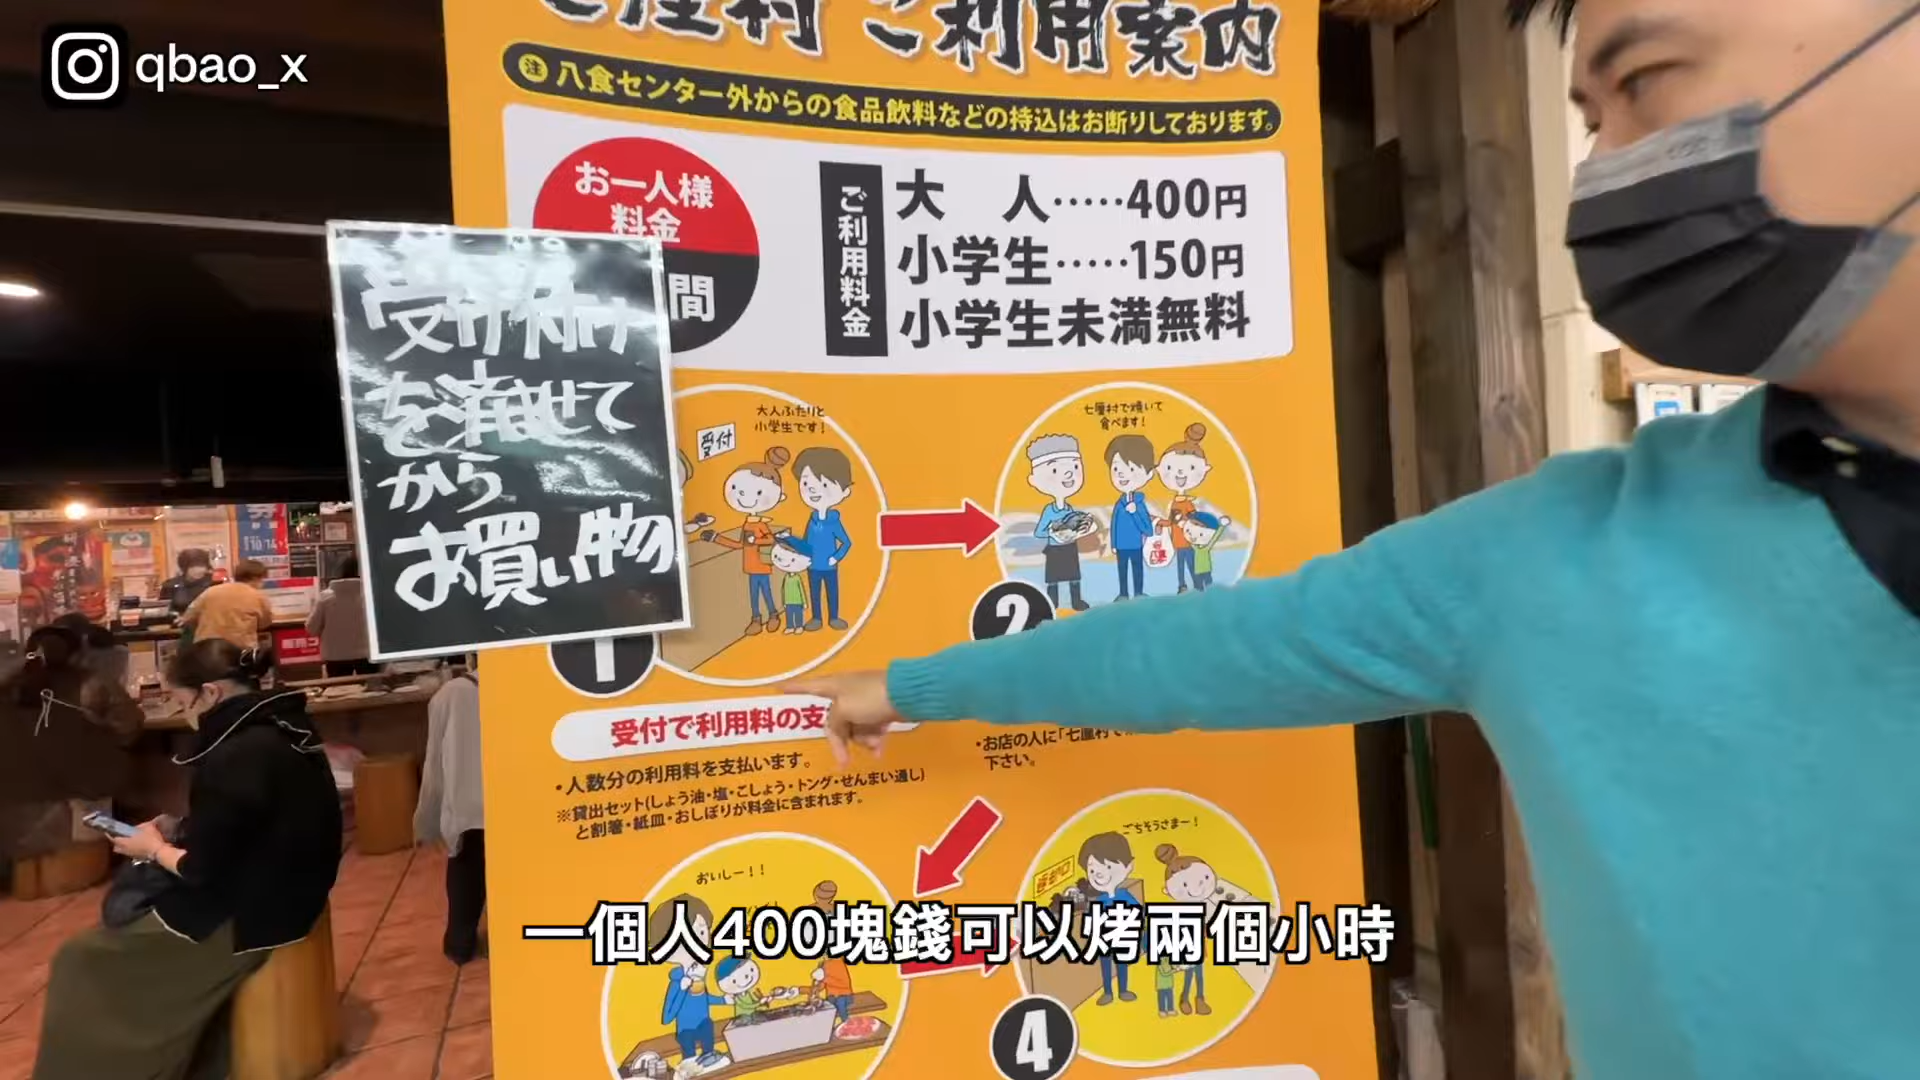 qbao_x
七厘村 ご利用案内
注 八食センター外からの食品飲料などの持込はお断りしております。
お一人様
料金
間
ご利用料金
大 人‥‥‥400円
小学生‥‥‥150円
小学生未満無料
受け付け
を済ませて
から
お買い物
大人ふたりと
小学生です!
受付
七厘村で焼いて
食べます!
1
2
受付で利用料の支
・人数分の利用料を支払います。
※貸出セット(しょう油・塩・こしょう・トング・せんまい通し)
と割箸・紙皿・おしぼりが料金に含まれます。
・お店の人に「七厘村で
下さい。
おいしー!!
ごちそうさまー!
一個人400塊錢可以烤兩個小時
4